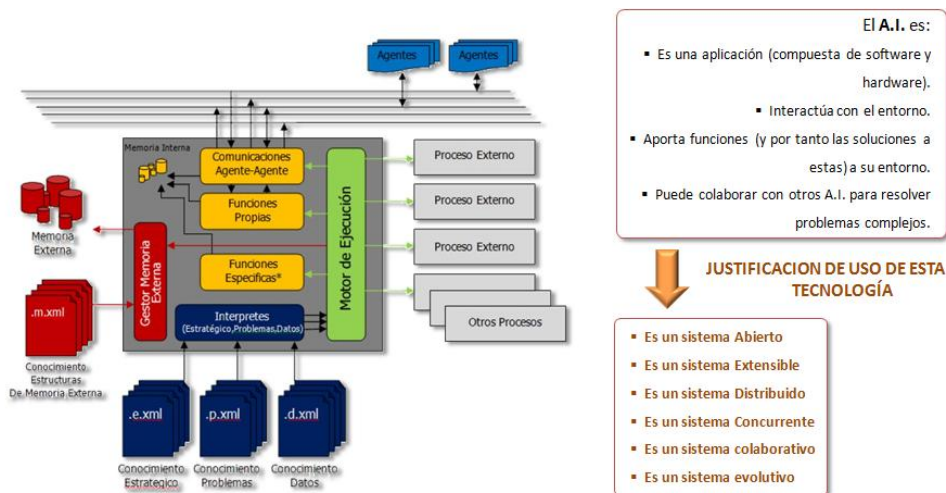 Agentes
Agentes
Memoria Interna
Comunicaciones
Agente-Agente
Funciones
Propias
Funciones
Especificas*
Interpretes
(Estratégico,Problemas,Datos)
Motor de Ejecución
Gestor Memoria
Externa
Memoria
Externa
.m.xml
Conocimiento
Estructuras
De Memoria Externa
Proceso Externo
Proceso Externo
Proceso Externo
Otros Procesos
.e.xml
.p.xml
.d.xml
Conocimiento
Estrategico
Conocimiento
Problemas
Conocimiento
Datos
El A.I. es:
▪ Es una aplicación (compuesta de software y
hardware).
▪ Interactúa con el entorno.
▪ Aporta funciones (y por tanto las soluciones a
estas) a su entorno.
▪ Puede colaborar con otros A.I. para resolver
problemas complejos.
JUSTIFICACION DE USO DE ESTA
TECNOLOGÍA
▪ Es un sistema Abierto
▪ Es un sistema Extensible
▪ Es un sistema Distribuido
▪ Es un sistema Concurrente
▪ Es un sistema colaborativo
▪ Es un sistema evolutivo